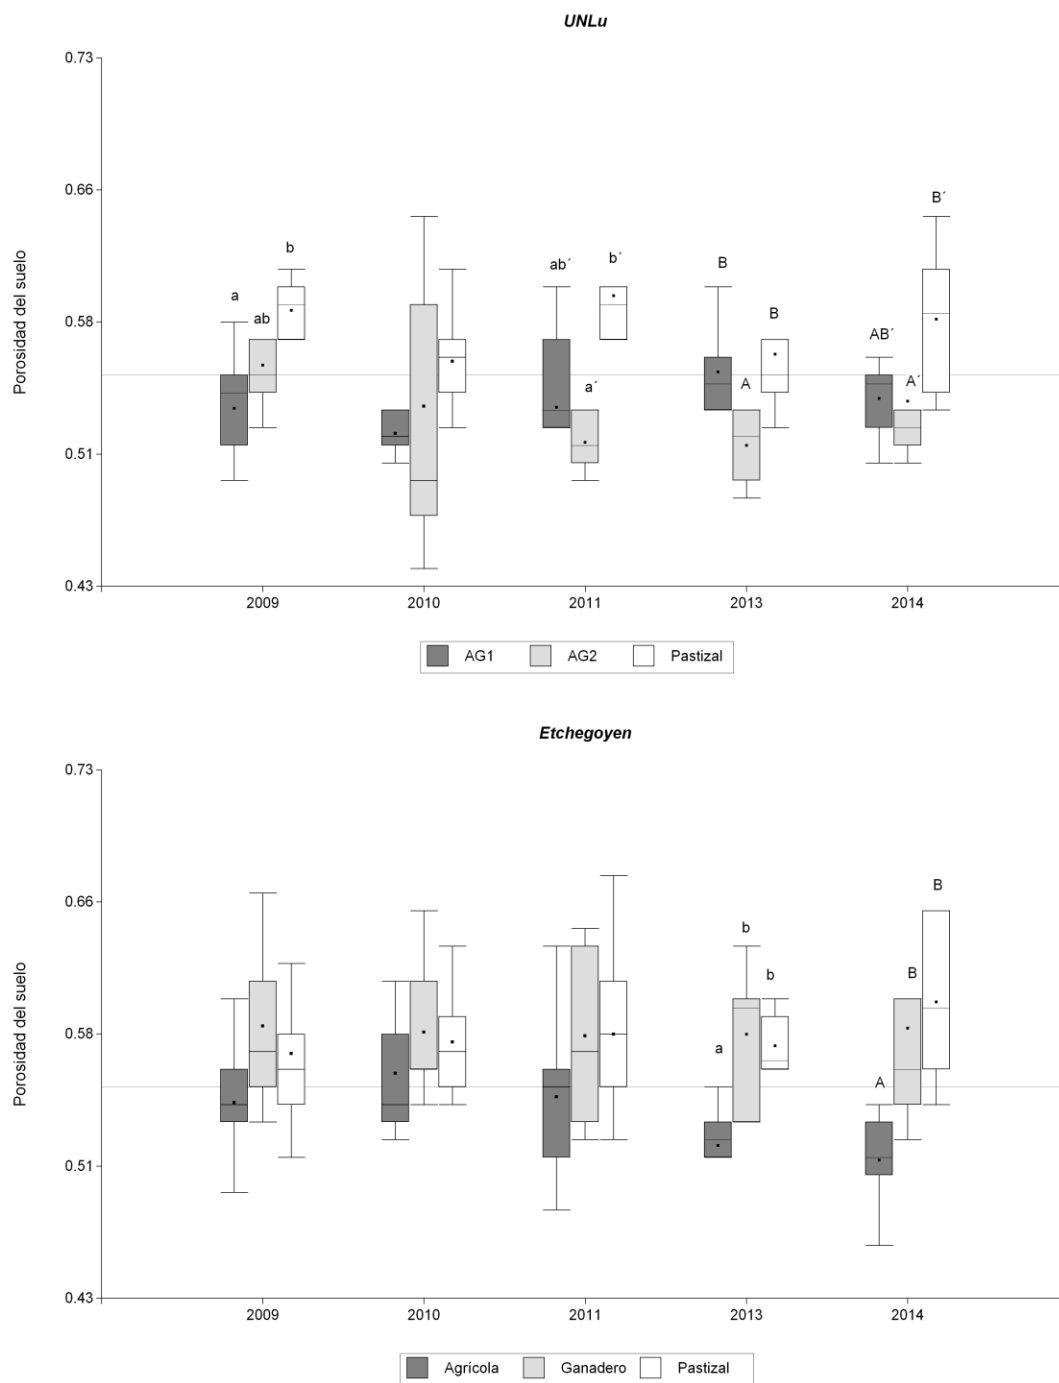 UNLu
0.73
0.66
0.58
0.51
0.43
Porosidad del suelo
a
ab
b
ab´
a´
b´
B
A
B
AB´
A´
B´
2009
2010
2011
2013
2014
AG1
AG2
Pastizal
Etchegoyen
0.73
0.66
0.58
0.51
0.43
Porosidad del suelo
a
b
b
A
B
B
2009
2010
2011
2013
2014
Agrícola
Ganadero
Pastizal